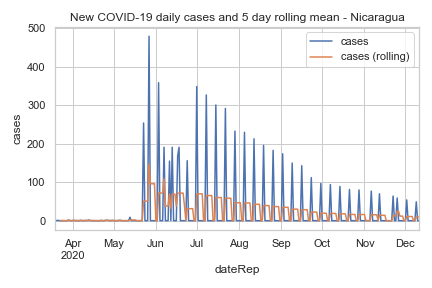 New COVID-19 daily cases and 5 day rolling mean - Nicaragua
cases
cases (rolling)
500
400
300
200
100
0
cases
Apr May Jun Jul Aug Sep Oct Nov Dec
2020
dateRep